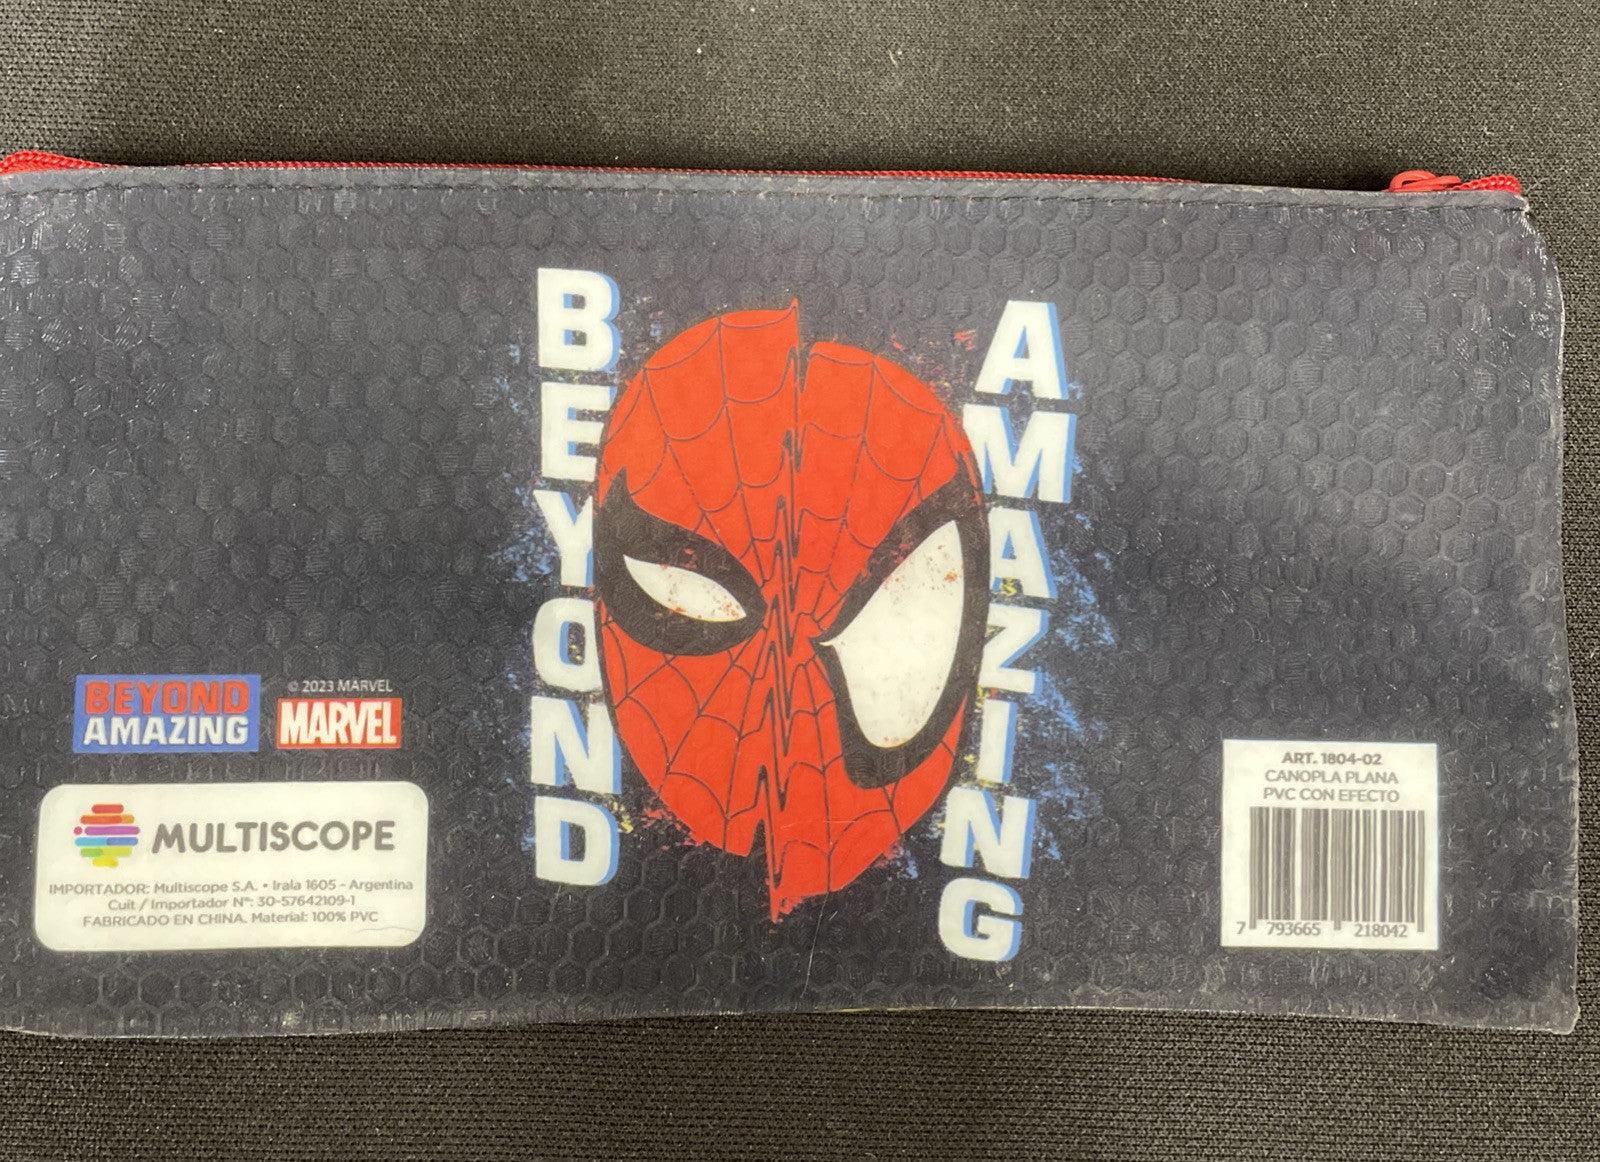 BEYOND
AMAZING
BEYOND
AMAZING
© 2023 MARVEL
MARVEL
MULTISCOPE
IMPORTADOR: Multiscope S.A. • Irala 1605 - Argentina
Cuit / Importador Nº: 30-57642109-1
FABRICADO EN CHINA. Material: 100% PVC
ART. 1804-02
CANOPLA PLANA
PVC CON EFECTO
7 793665 218042